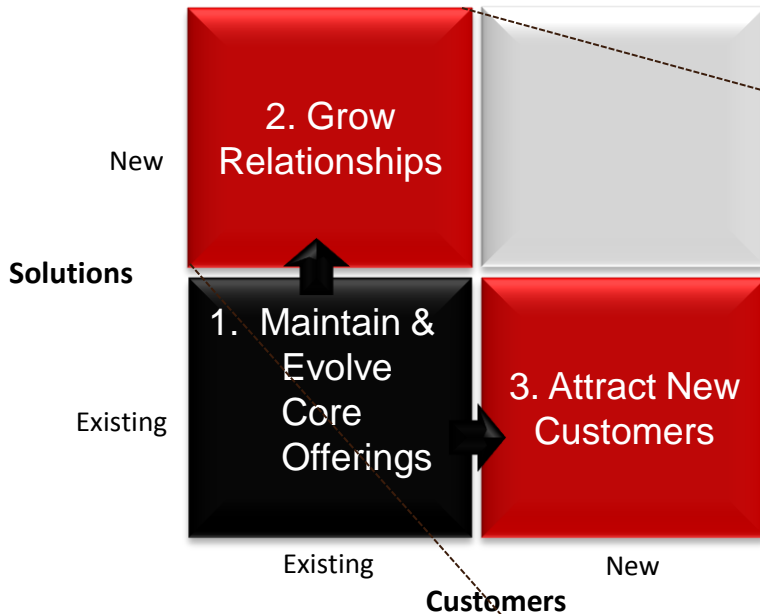 2. Grow
Relationships
New
Solutions
1. Maintain &
Evolve
Core
Offerings
3. Attract New
Customers
Existing
Existing
New
Customers